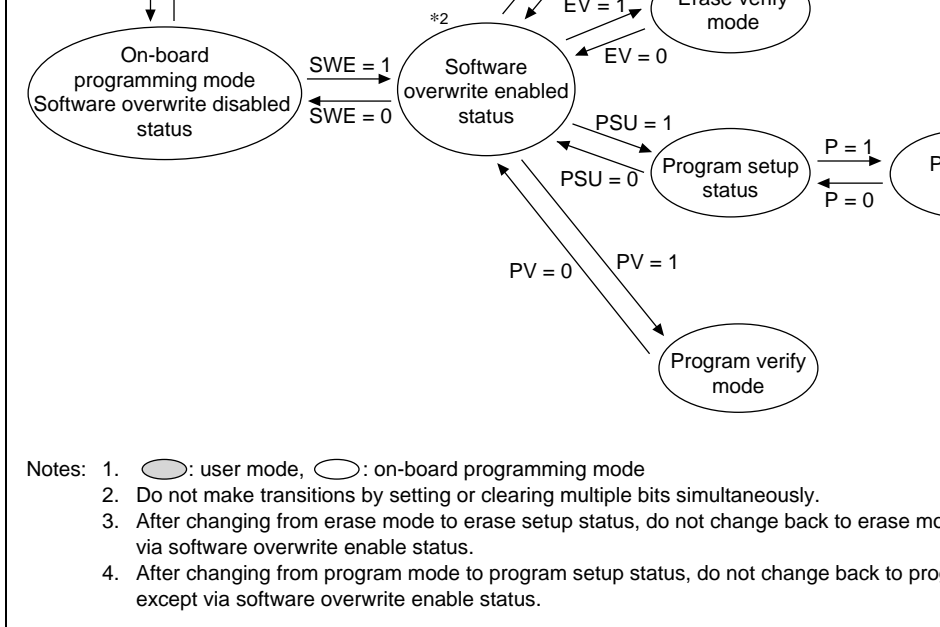 *2
EV = 1
Erase verify
mode
EV = 0
On-board
programming mode
Software overwrite disabled
status
SWE = 1
SWE = 0
Software
overwrite enabled
status
PSU = 1
PSU = 0
Program setup
status
P = 1
P = 0
P
PV = 0
PV = 1
Program verify
mode
Notes: 1. : user mode, : on-board programming mode
2. Do not make transitions by setting or clearing multiple bits simultaneously.
3. After changing from erase mode to erase setup status, do not change back to erase mo
via software overwrite enable status.
4. After changing from program mode to program setup status, do not change back to pro
except via software overwrite enable status.